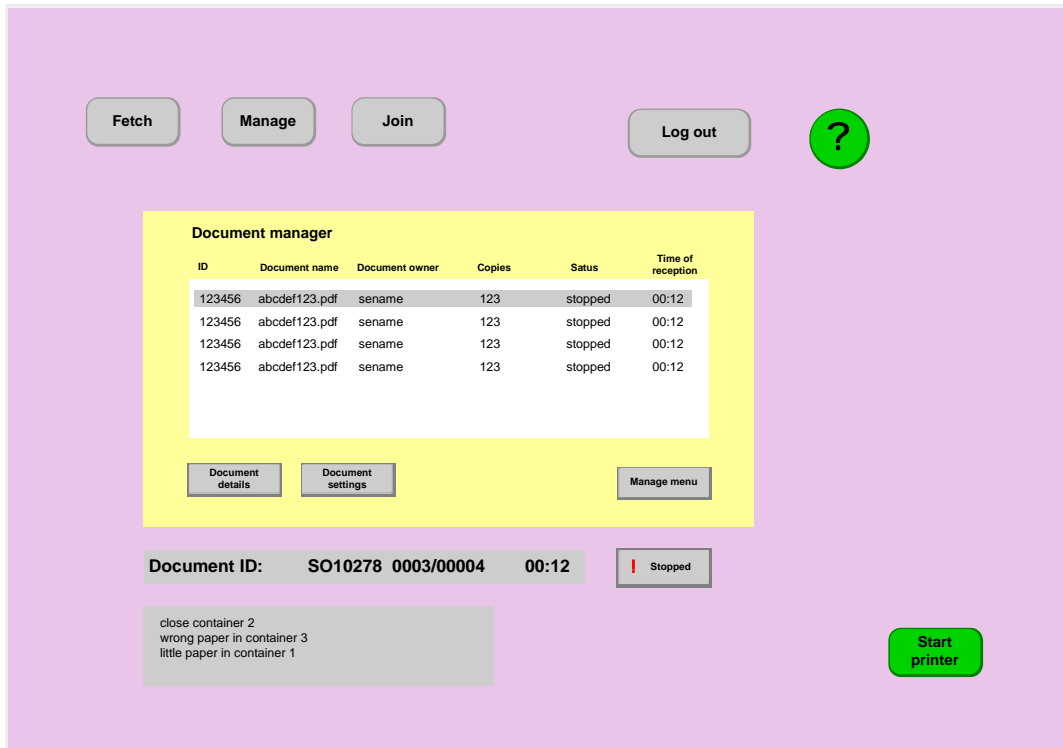 Fetch Manage Join Log out ?
Document manager
ID Document name Document owner Copies Satus Time of reception
123456 abcdef123.pdf sename 123 stopped 00:12
123456 abcdef123.pdf sename 123 stopped 00:12
123456 abcdef123.pdf sename 123 stopped 00:12
123456 abcdef123.pdf sename 123 stopped 00:12
Document details Document settings Manage menu
Document ID: SO10278 0003/00004 00:12 ! Stopped
close container 2
wrong paper in container 3
little paper in container 1
Start
printer